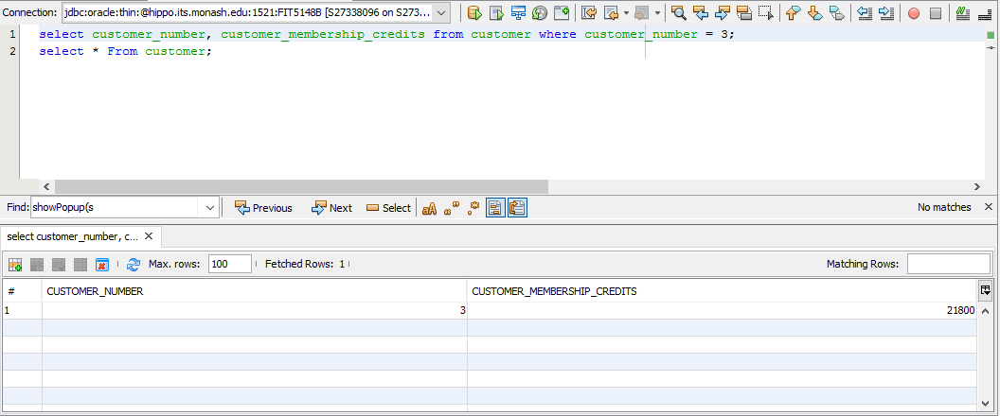 Connection: jdbc:oracle:thin:@hippo.its.monash.edu:1521:FIT5148B [S27338096 on S273...
1 select customer_number, customer_membership_credits from customer where customer_number = 3;
2 select * From customer;
Find: showPopup(s Previous Next Select aA No matches
select customer_number, c...
Max. rows: 100 Fetched Rows: 1 Matching Rows:
# CUSTOMER_NUMBER CUSTOMER_MEMBERSHIP_CREDITS
1 3 21800